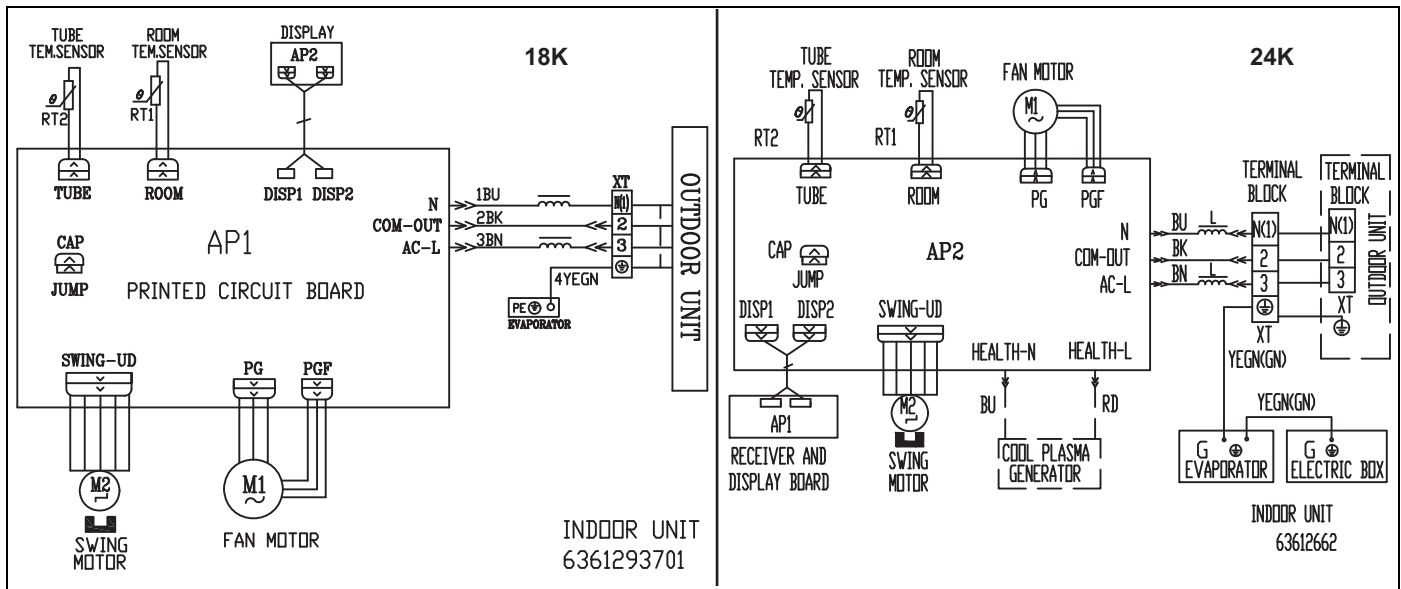 18K
TUBE
TEM.SENSOR
ROOM
TEM.SENSOR
DISPLAY
AP2
RT2
RT1
TUBE
ROOM
DISP1 DISP2
N
COM-OUT
AC-L
1BU
2BK
3BN
4YEGN
XT
N(1)
2
3
OUTDOOR UNIT
CAP
JUMP
AP1
PRINTED CIRCUIT BOARD
PE
EVAPORATOR
SWING-UD
PG
PGF
M2
M1
SWING
MOTOR
FAN MOTOR
INDOOR UNIT
6361293701
24K
TUBE
TEMP. SENSOR
ROOM
TEMP. SENSOR
FAN MOTOR
M1
RT2
RT1
TUBE
ROOM
PG
PGF
TERMINAL
BLOCK
TERMINAL
BLOCK
N
COM-OUT
AC-L
BU
L
BK
BN
L
N(1)
2
3
XT
N(1)
2
3
XT
OUTDOOR UNIT
CAP
JUMP
AP2
DISP1
DISP2
SWING-UD
HEALTH-N
HEALTH-L
YEGN(GN)
BU
RD
YEGN(GN)
AP1
M2
RECEIVER AND
DISPLAY BOARD
SWING
MOTOR
COOL PLASMA
GENERATOR
G
EVAPORATOR
G
ELECTRIC BOX
INDOOR UNIT
63612662